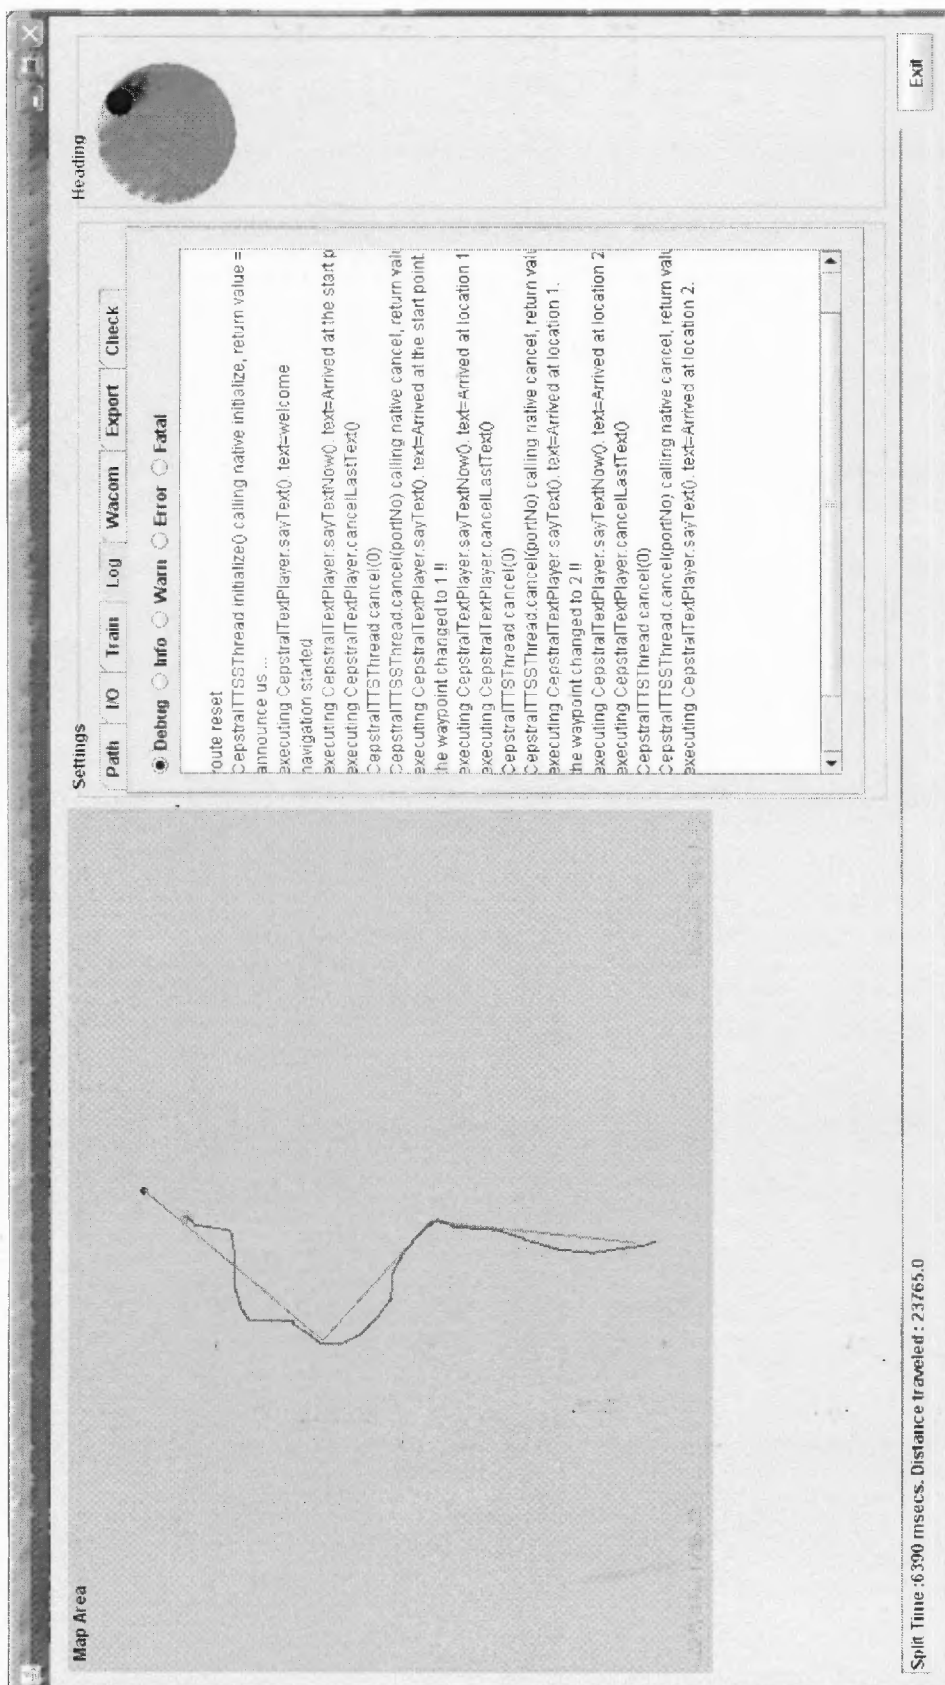 Map Area
Settings
Path I/O Train Log Wacom Export Check
Debug Info Warn Error Fatal
route reset
CepstralTTSSThread initialize() calling native initialize, return value =
announce us ...
executing CepstralTextPlayer.sayText(). text=welcome
navigation started
executing CepstralTextPlayer.sayTextNow(). text=Arrived at the start p
executing CepstralTextPlayer.cancelLastText()
CepstralTTSThread cancel(0)
CepstralTTSSThread.cancel(portNo) calling native cancel, return valu
executing CepstralTextPlayer.sayText(). text=Arrived at the start point.
the waypoint changed to 1 !!
executing CepstralTextPlayer.sayTextNow(). text=Arrived at location 1
executing CepstralTextPlayer.cancelLastText()
CepstralTTSThread cancel(0)
CepstralTTSSThread.cancel(portNo) calling native cancel, return valu
executing CepstralTextPlayer sayText(). text=Arrived at location 1.
the waypoint changed to 2 !!
executing CepstralTextPlayer.sayTextNow(). text=Arrived at location 2
executing CepstralTextPlayer.cancelLastText()
CepstralTTSThread cancel(0)
CepstralTTSSThread.cancel(portNo) calling native cancel, return valu
executing CepstralTextPlayer.sayText(). text=Arrived at location 2.
Heading
Split Time :6390 msecs. Distance traveled : 23765.0
Exit